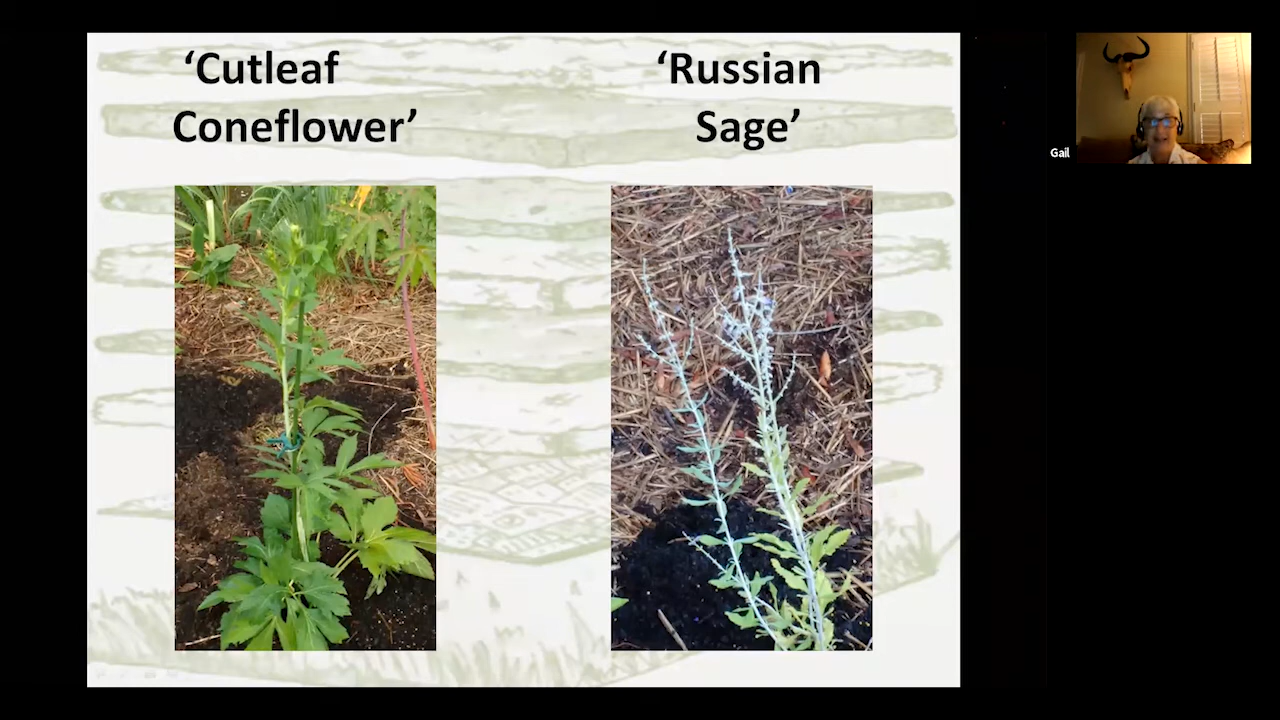 ‘Cutleaf
Coneflower’
‘Russian
Sage’
Gail